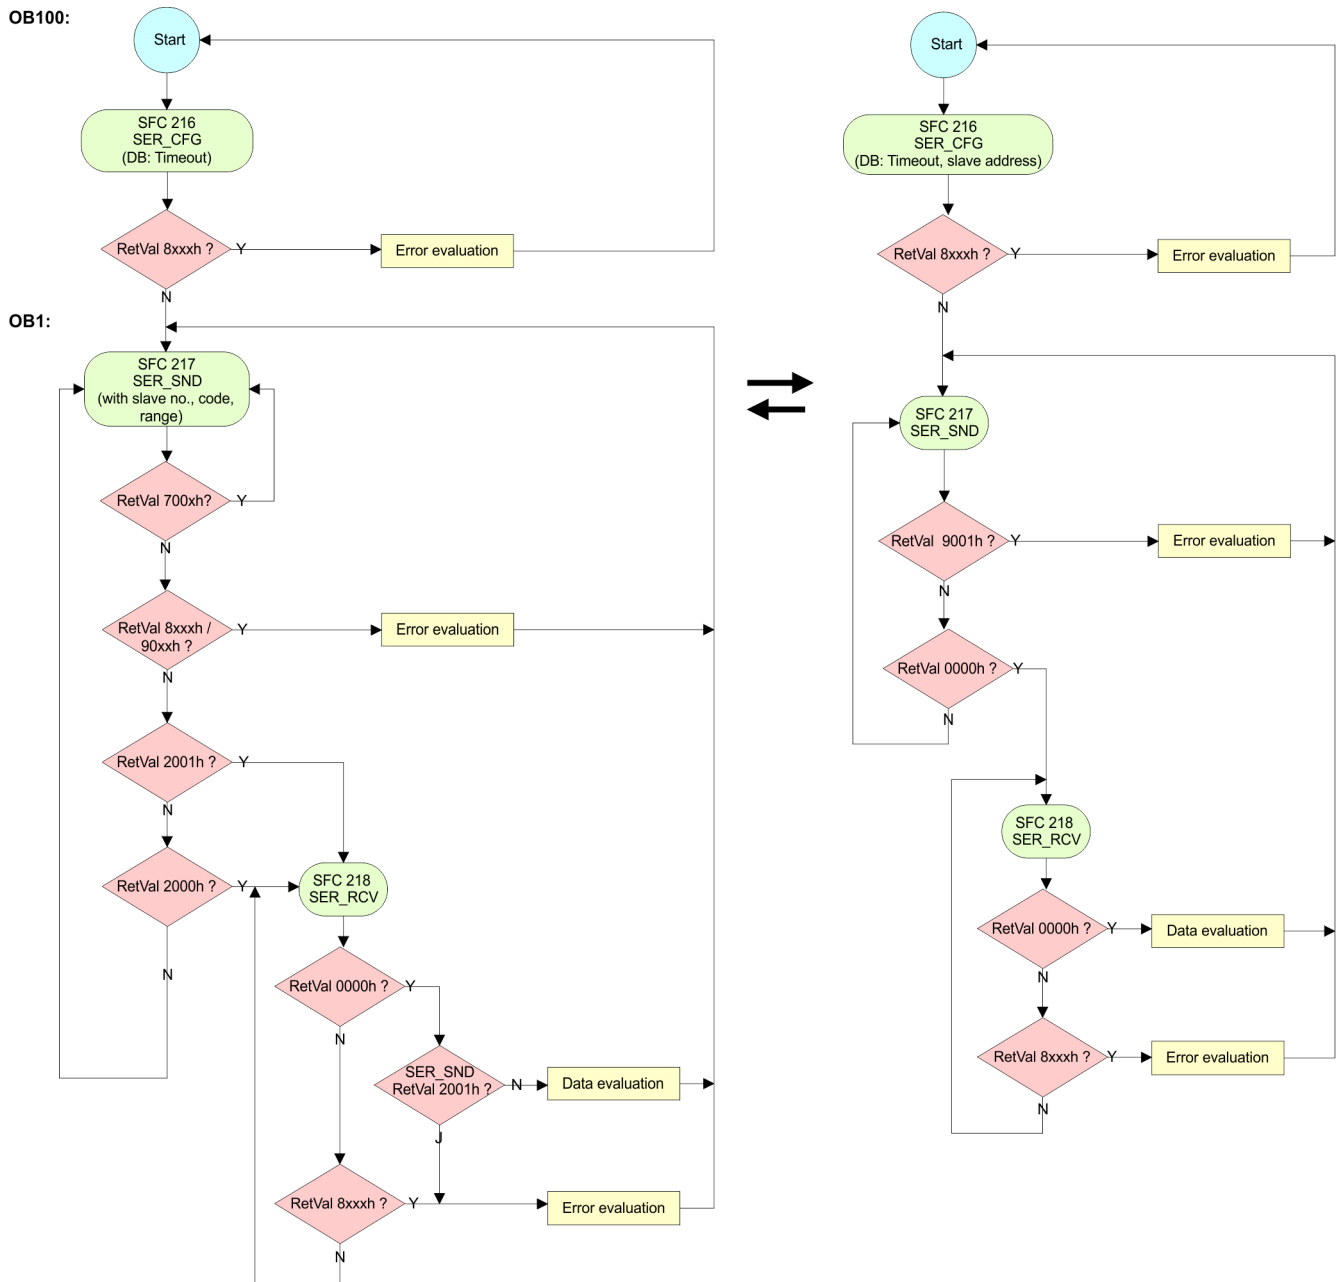 OB100:
Start
SFC 216
SER_CFG
(DB: Timeout)
RetVal 8xxxh ?
Y
Error evaluation
N
OB1:
SFC 217
SER_SND
(with slave no., code,
range)
RetVal 700xh?
Y
N
RetVal 8xxxh /
90xxh ?
Y
Error evaluation
N
RetVal 2001h ?
Y
N
RetVal 2000h ?
Y
N
SFC 218
SER_RCV
RetVal 0000h ?
Y
N
SER_SND
RetVal 2001h ?
N
Data evaluation
J
RetVal 8xxxh ?
Y
Error evaluation
N
Start
SFC 216
SER_CFG
(DB: Timeout, slave address)
RetVal 8xxxh ?
Y
Error evaluation
N
SFC 217
SER_SND
RetVal  9001h ?
Y
Error evaluation
N
RetVal 0000h ?
Y
N
SFC 218
SER_RCV
RetVal 0000h ?
Y
Data evaluation
N
RetVal 8xxxh ?
Y
Error evaluation
N